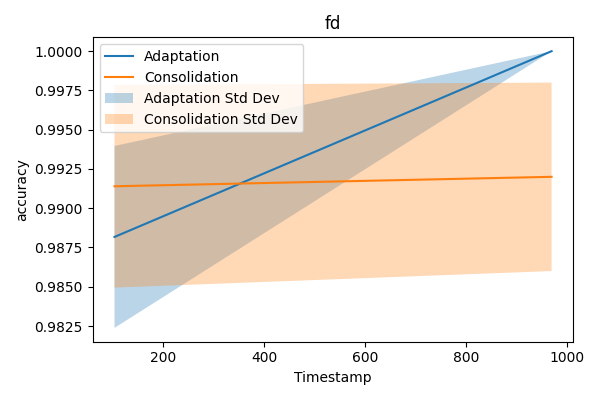 fd
1.0000
0.9975
0.9950
0.9925
0.9900
0.9875
0.9850
0.9825
accuracy
Adaptation
Consolidation
Adaptation Std Dev
Consolidation Std Dev
200
400
600
800
1000
Timestamp